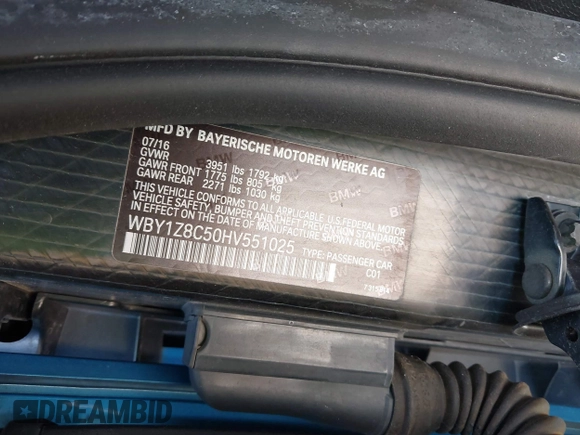 MFD BY BAYERISCHE MOTOREN WERKE AG
07/16
GVWR 3951 lbs 1792 kg
GAWR FRONT 1775 lbs 805 kg
GAWR REAR 2271 lbs 1030 kg
THIS VEHICLE CONFORMS TO ALL APPLICABLE U.S. FEDERAL MOTOR
VEHICLE SAFETY, BUMPER, AND THEFT PREVENTION STANDARDS
IN EFFECT ON THE DATE OF MANUFACTURE SHOWN ABOVE.
WBY1Z8C50HV551025 TYPE: PASSENGER CAR
C01
DREAMBID